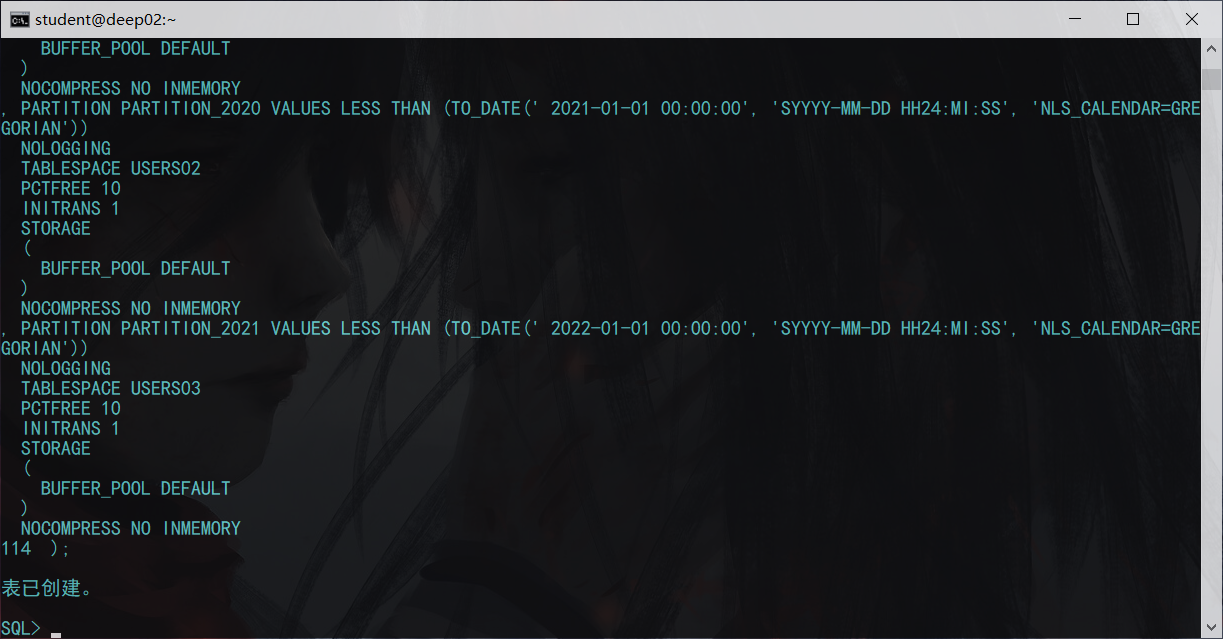 student@deep02:~
BUFFER_POOL DEFAULT
)
NOCOMPRESS NO INMEMORY
, PARTITION PARTITION_2020 VALUES LESS THAN (TO_DATE(' 2021-01-01 00:00:00', 'SYYYY-MM-DD HH24:MI:SS', 'NLS_CALENDAR=GRE
GORIAN'))
NOLOGGING
TABLESPACE USERS02
PCTFREE 10
INITRANS 1
STORAGE
(
BUFFER_POOL DEFAULT
)
NOCOMPRESS NO INMEMORY
, PARTITION PARTITION_2021 VALUES LESS THAN (TO_DATE(' 2022-01-01 00:00:00', 'SYYYY-MM-DD HH24:MI:SS', 'NLS_CALENDAR=GRE
GORIAN'))
NOLOGGING
TABLESPACE USERS03
PCTFREE 10
INITRANS 1
STORAGE
(
BUFFER_POOL DEFAULT
)
NOCOMPRESS NO INMEMORY
114 );
表已创建。
SQL>